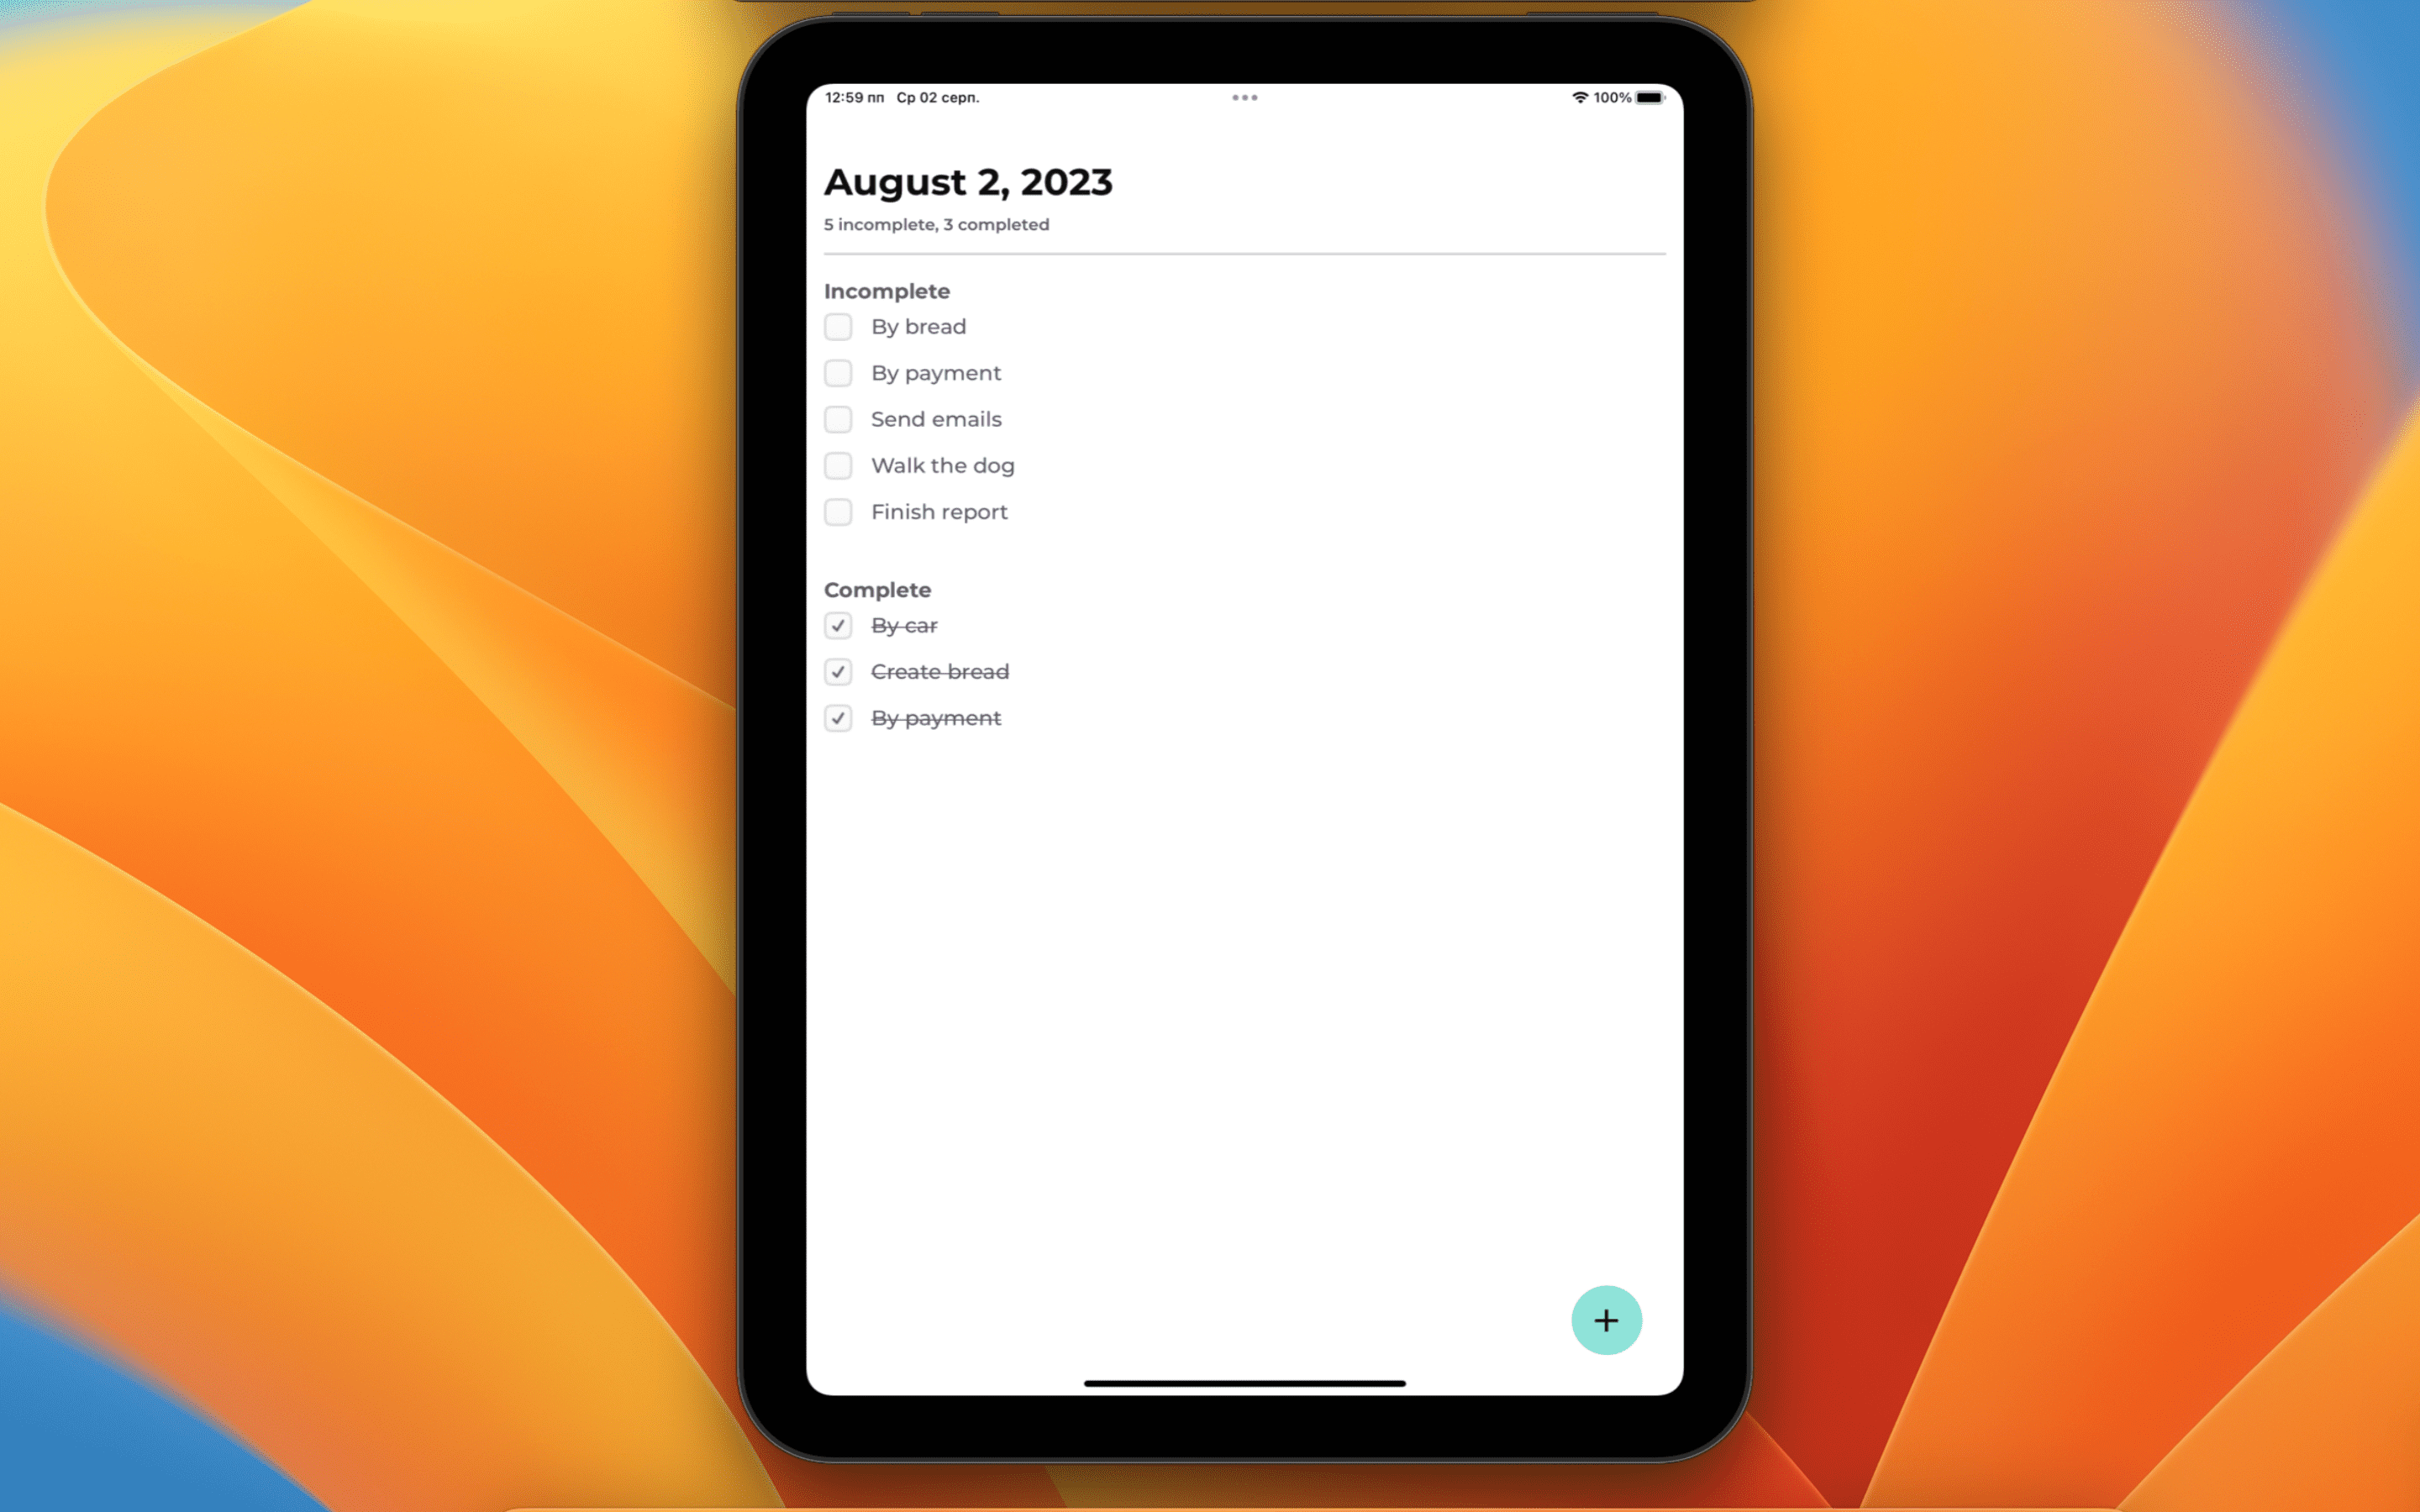 12:59 пп Ср 02 серп.
100%
August 2, 2023
5 incomplete, 3 completed
Incomplete
By bread
By payment
Send emails
Walk the dog
Finish report
Complete
By car
Create bread
By payment